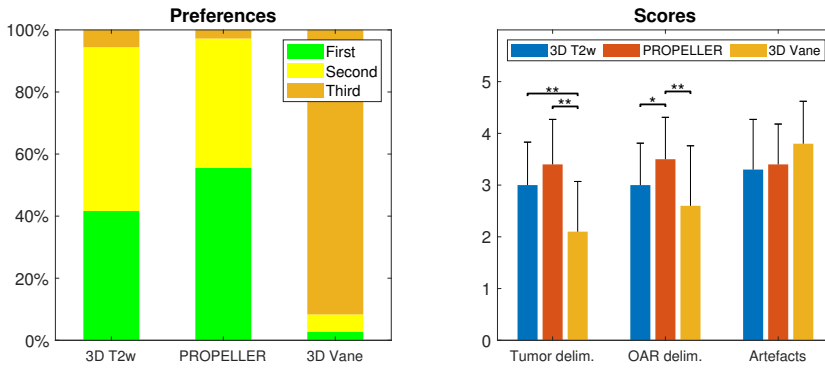 Preferences
100%
80%
60%
40%
20%
0%
First
Second
Third
3D T2w PROPELLER 3D Vane
Scores
3D T2w PROPELLER 3D Vane
5
4
3
2
1
0
** ** * **
Tumor delim. OAR delim. Artefacts